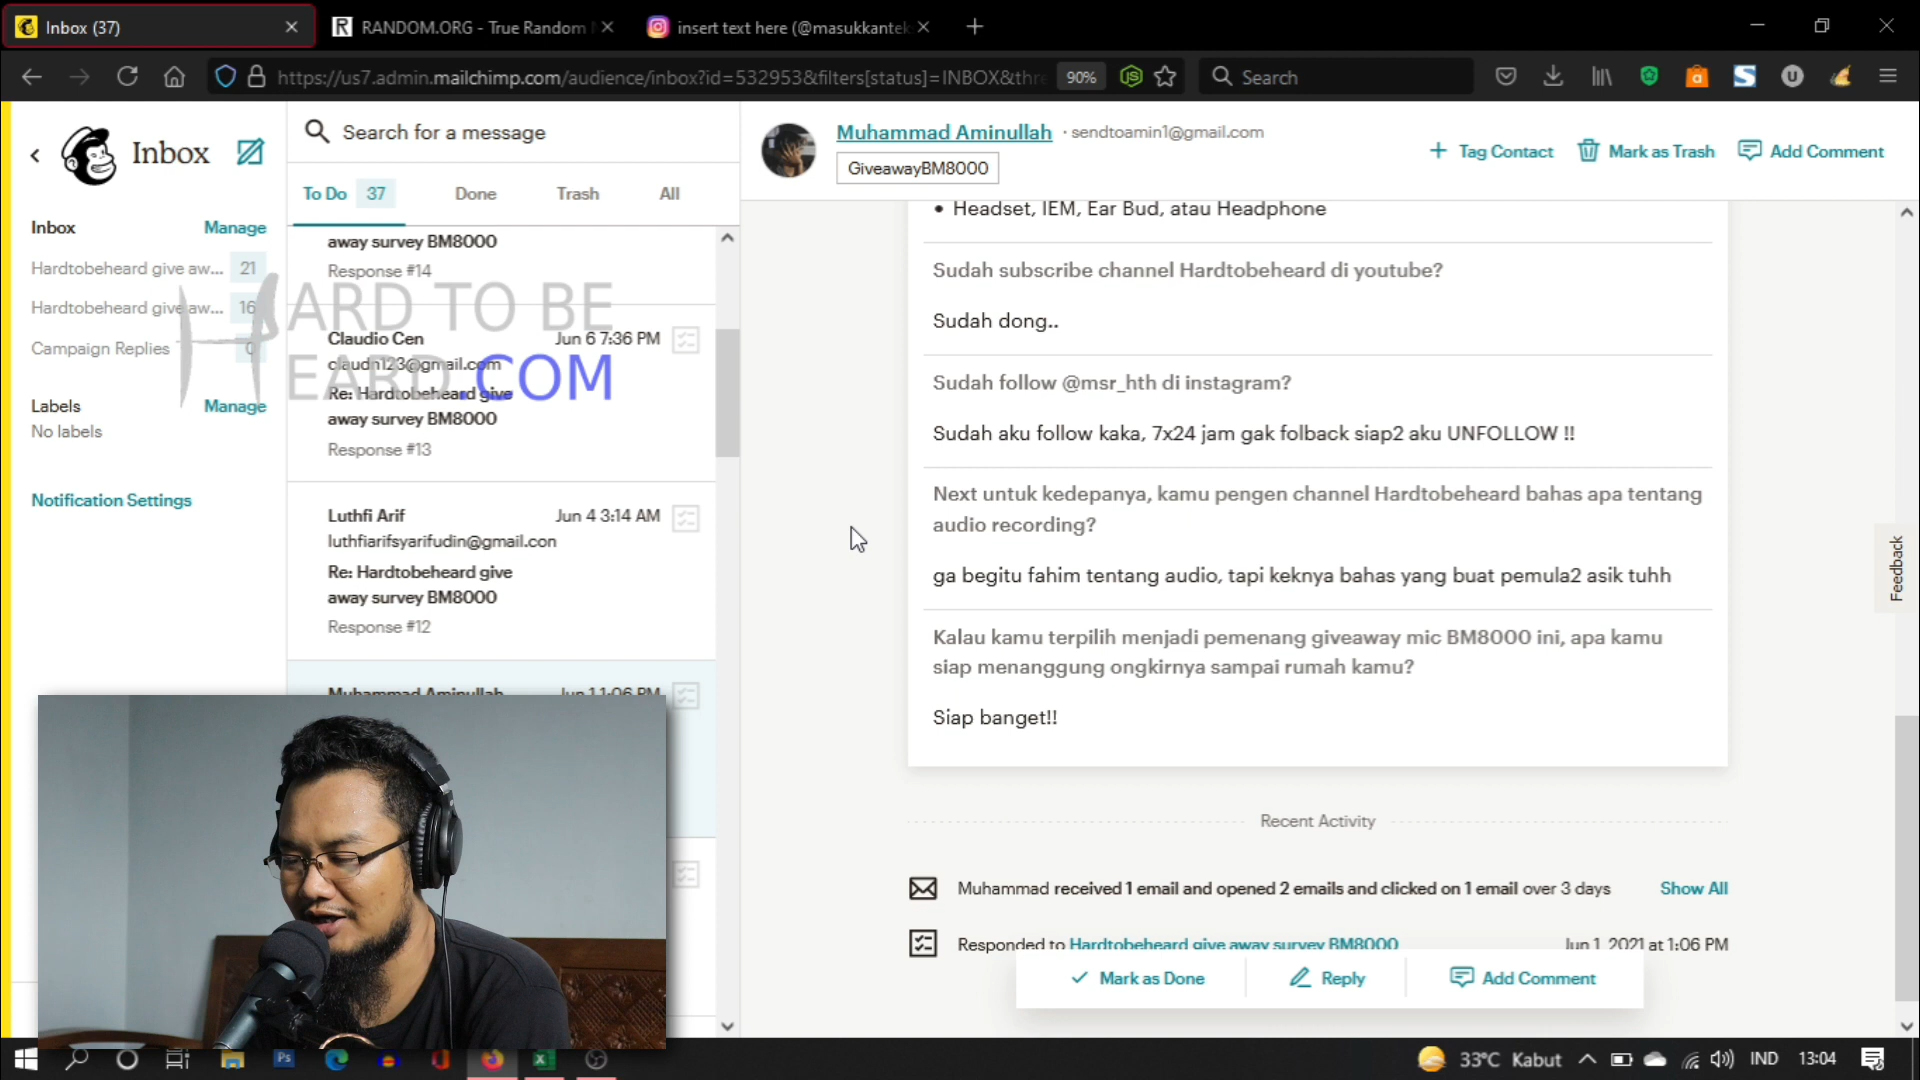 Inbox (37)
RANDOM.ORG - True Random
insert text here (@masukkantek
https://us7.admin.mailchimp.com/audience/inbox?id=532953&filters[status]=INBOX&thre
90%
Search
Inbox
Inbox
Manage
Hardtobeheard give aw...
21
Hardtobeheard give aw...
16
Campaign Replies
0
Labels
Manage
No labels
Notification Settings
HARD TO BE
HEARD.COM
Search for a message
To Do
37
Done
Trash
All
away survey BM8000
Response #14
Claudio Cen
Jun 6 7:36 PM
claudn123@gmail.com
Re: Hardtobeheard give
away survey BM8000
Response #13
Luthfi Arif
Jun 4 3:14 AM
luthfiarifsyarifudin@gmail.con
Re: Hardtobeheard give
away survey BM8000
Response #12
Muhammad Aminullah
Jun 1 1:06 PM
Muhammad Aminullah
· sendtoamin1@gmail.com
GiveawayBM8000
Tag Contact
Mark as Trash
Add Comment
• Headset, IEM, Ear Bud, atau Headphone
Sudah subscribe channel Hardtobeheard di youtube?
Sudah dong..
Sudah follow @msr_hth di instagram?
Sudah aku follow kaka, 7x24 jam gak folback siap2 aku UNFOLLOW !!
Next untuk kedepanya, kamu pengen channel Hardtobeheard bahas apa tentang
audio recording?
ga begitu fahim tentang audio, tapi keknya bahas yang buat pemula2 asik tuhh
Kalau kamu terpilih menjadi pemenang giveaway mic BM8000 ini, apa kamu
siap menanggung ongkirnya sampai rumah kamu?
Siap banget!!
Recent Activity
Muhammad received 1 email and opened 2 emails and clicked on 1 email over 3 days
Show All
Responded to Hardtobeheard give away survey BM8000
Jun 1, 2021 at 1:06 PM
Mark as Done
Reply
Add Comment
Feedback
33°C Kabut
IND
13:04